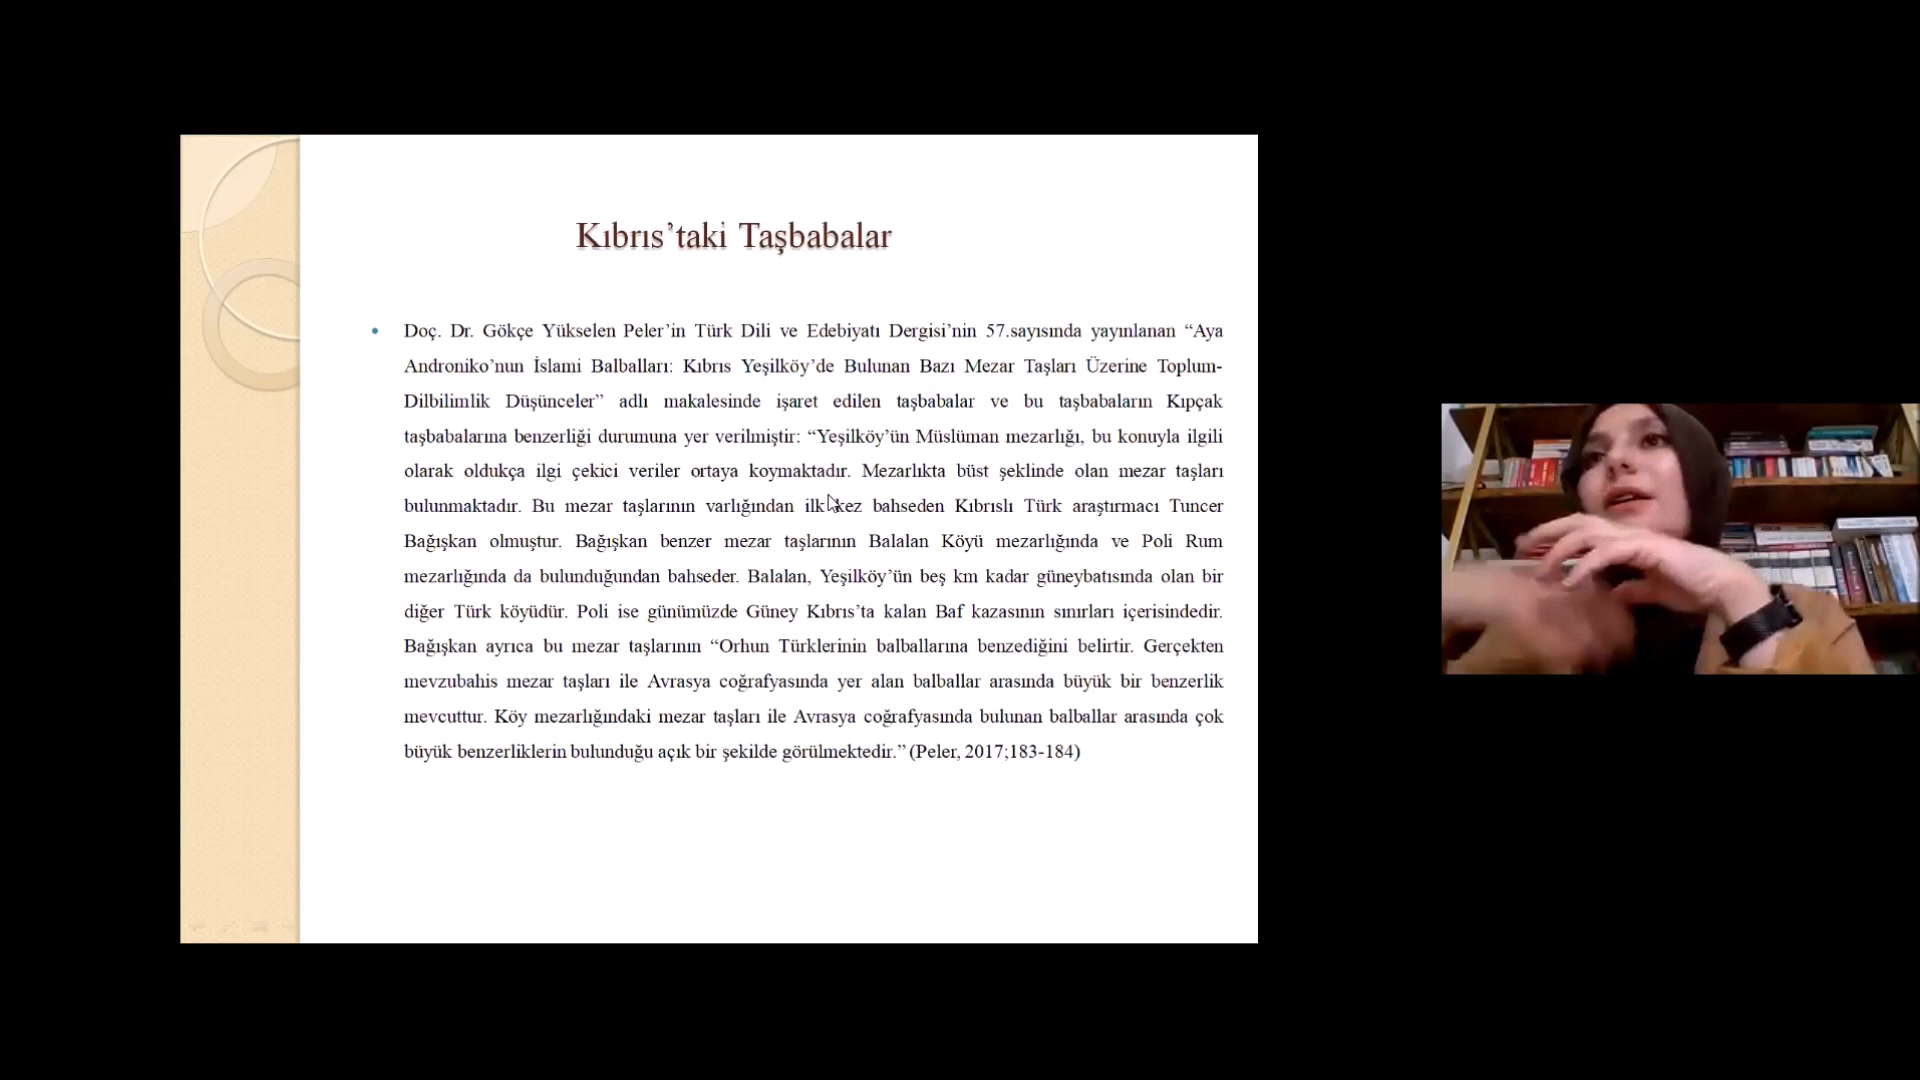 Kıbrıs’taki Taşbabalar
• Doç. Dr. Gökçe Yükselen Peler’in Türk Dili ve Edebiyatı Dergisi’nin 57.sayısında yayınlanan “Aya
Androniko’nun İslami Balbalları: Kıbrıs Yeşilköy’de Bulunan Bazı Mezar Taşları Üzerine Toplum-
Dilbilimlik Düşünceler” adlı makalesinde işaret edilen taşbabalar ve bu taşbabaların Kıpçak
taşbabalarına benzerliği durumuna yer verilmiştir: “Yeşilköy’ün Müslüman mezarlığı, bu konuyla ilgili
olarak oldukça ilgi çekici veriler ortaya koymaktadır. Mezarlıkta büst şeklinde olan mezar taşları
bulunmaktadır. Bu mezar taşlarının varlığından ilk kez bahseden Kıbrıslı Türk araştırmacı Tuncer
Bağışkan olmuştur. Bağışkan benzer mezar taşlarının Balalan Köyü mezarlığında ve Poli Rum
mezarlığında da bulunduğundan bahseder. Balalan, Yeşilköy’ün beş km kadar güneybatısında olan bir
diğer Türk köyüdür. Poli ise günümüzde Güney Kıbrıs’ta kalan Baf kazasının sınırları içerisindedir.
Bağışkan ayrıca bu mezar taşlarının “Orhun Türklerinin balballarına benzediğini belirtir. Gerçekten
mevzubahis mezar taşları ile Avrasya coğrafyasında yer alan balballar arasında büyük bir benzerlik
mevcuttur. Köy mezarlığındaki mezar taşları ile Avrasya coğrafyasında bulunan balballar arasında çok
büyük benzerliklerin bulunduğu açık bir şekilde görülmektedir.” (Peler, 2017;183-184)